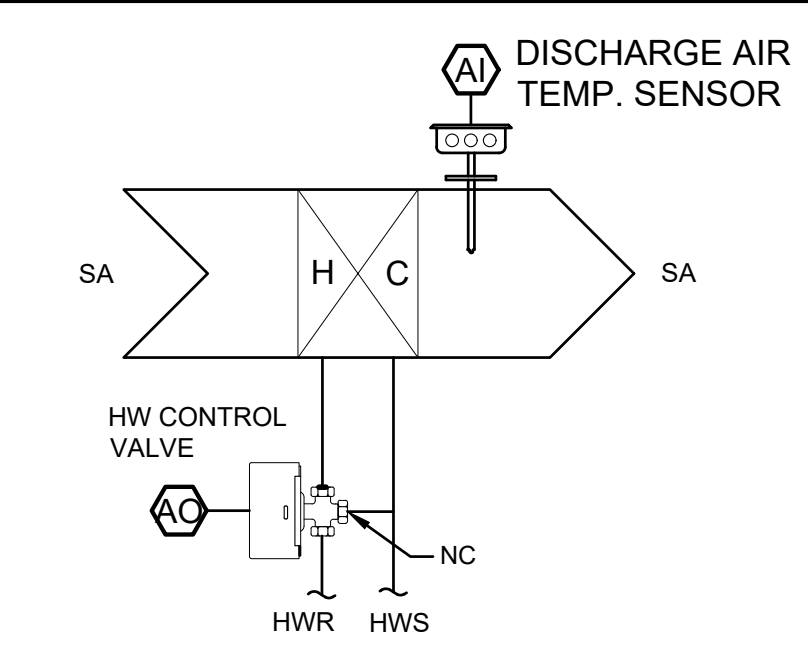 AI
DISCHARGE AIR
TEMP. SENSOR
SA
H
C
SA
HW CONTROL
VALVE
AO
NC
HWR
HWS